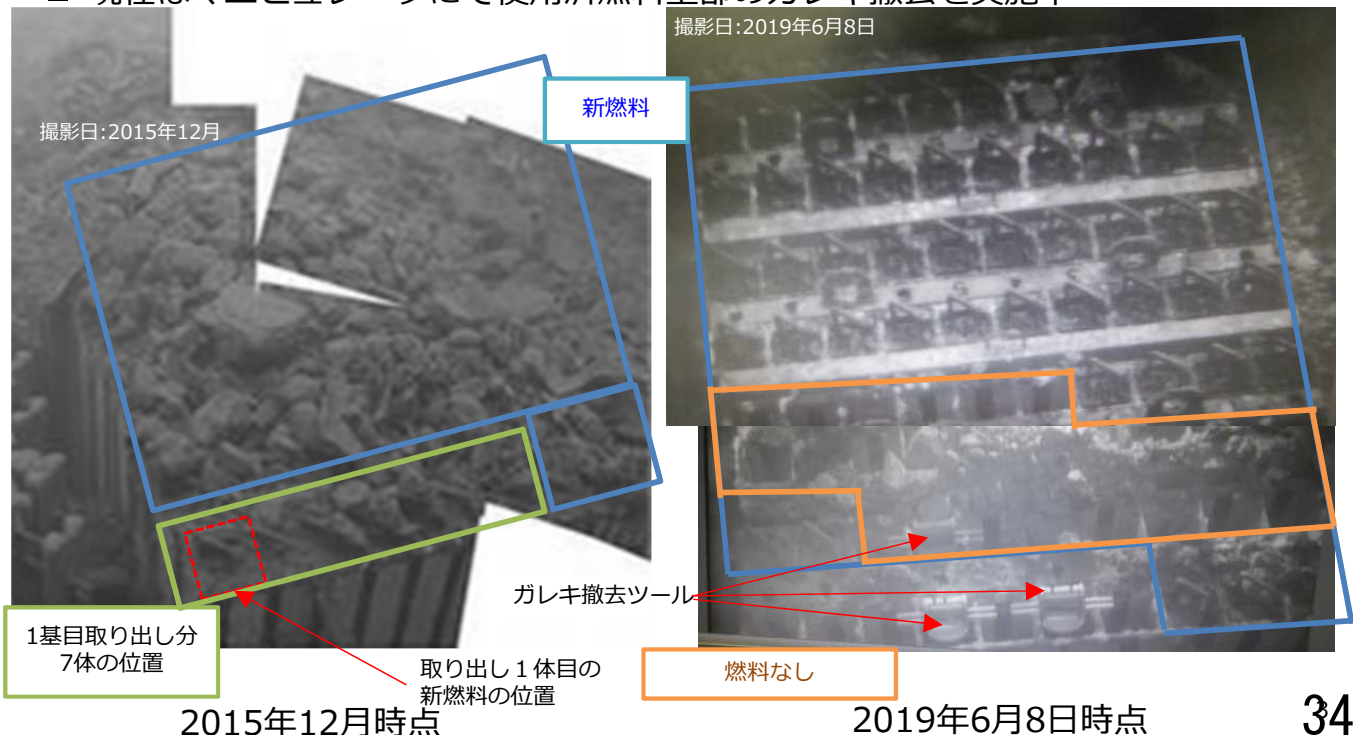 撮影日:2019年6月8日
新燃料
撮影日:2015年12月
ガレキ撤去ツール
1基目取り出し分
7体の位置
取り出し１体目の
新燃料の位置
燃料なし
2015年12月時点
2019年6月8日時点
34